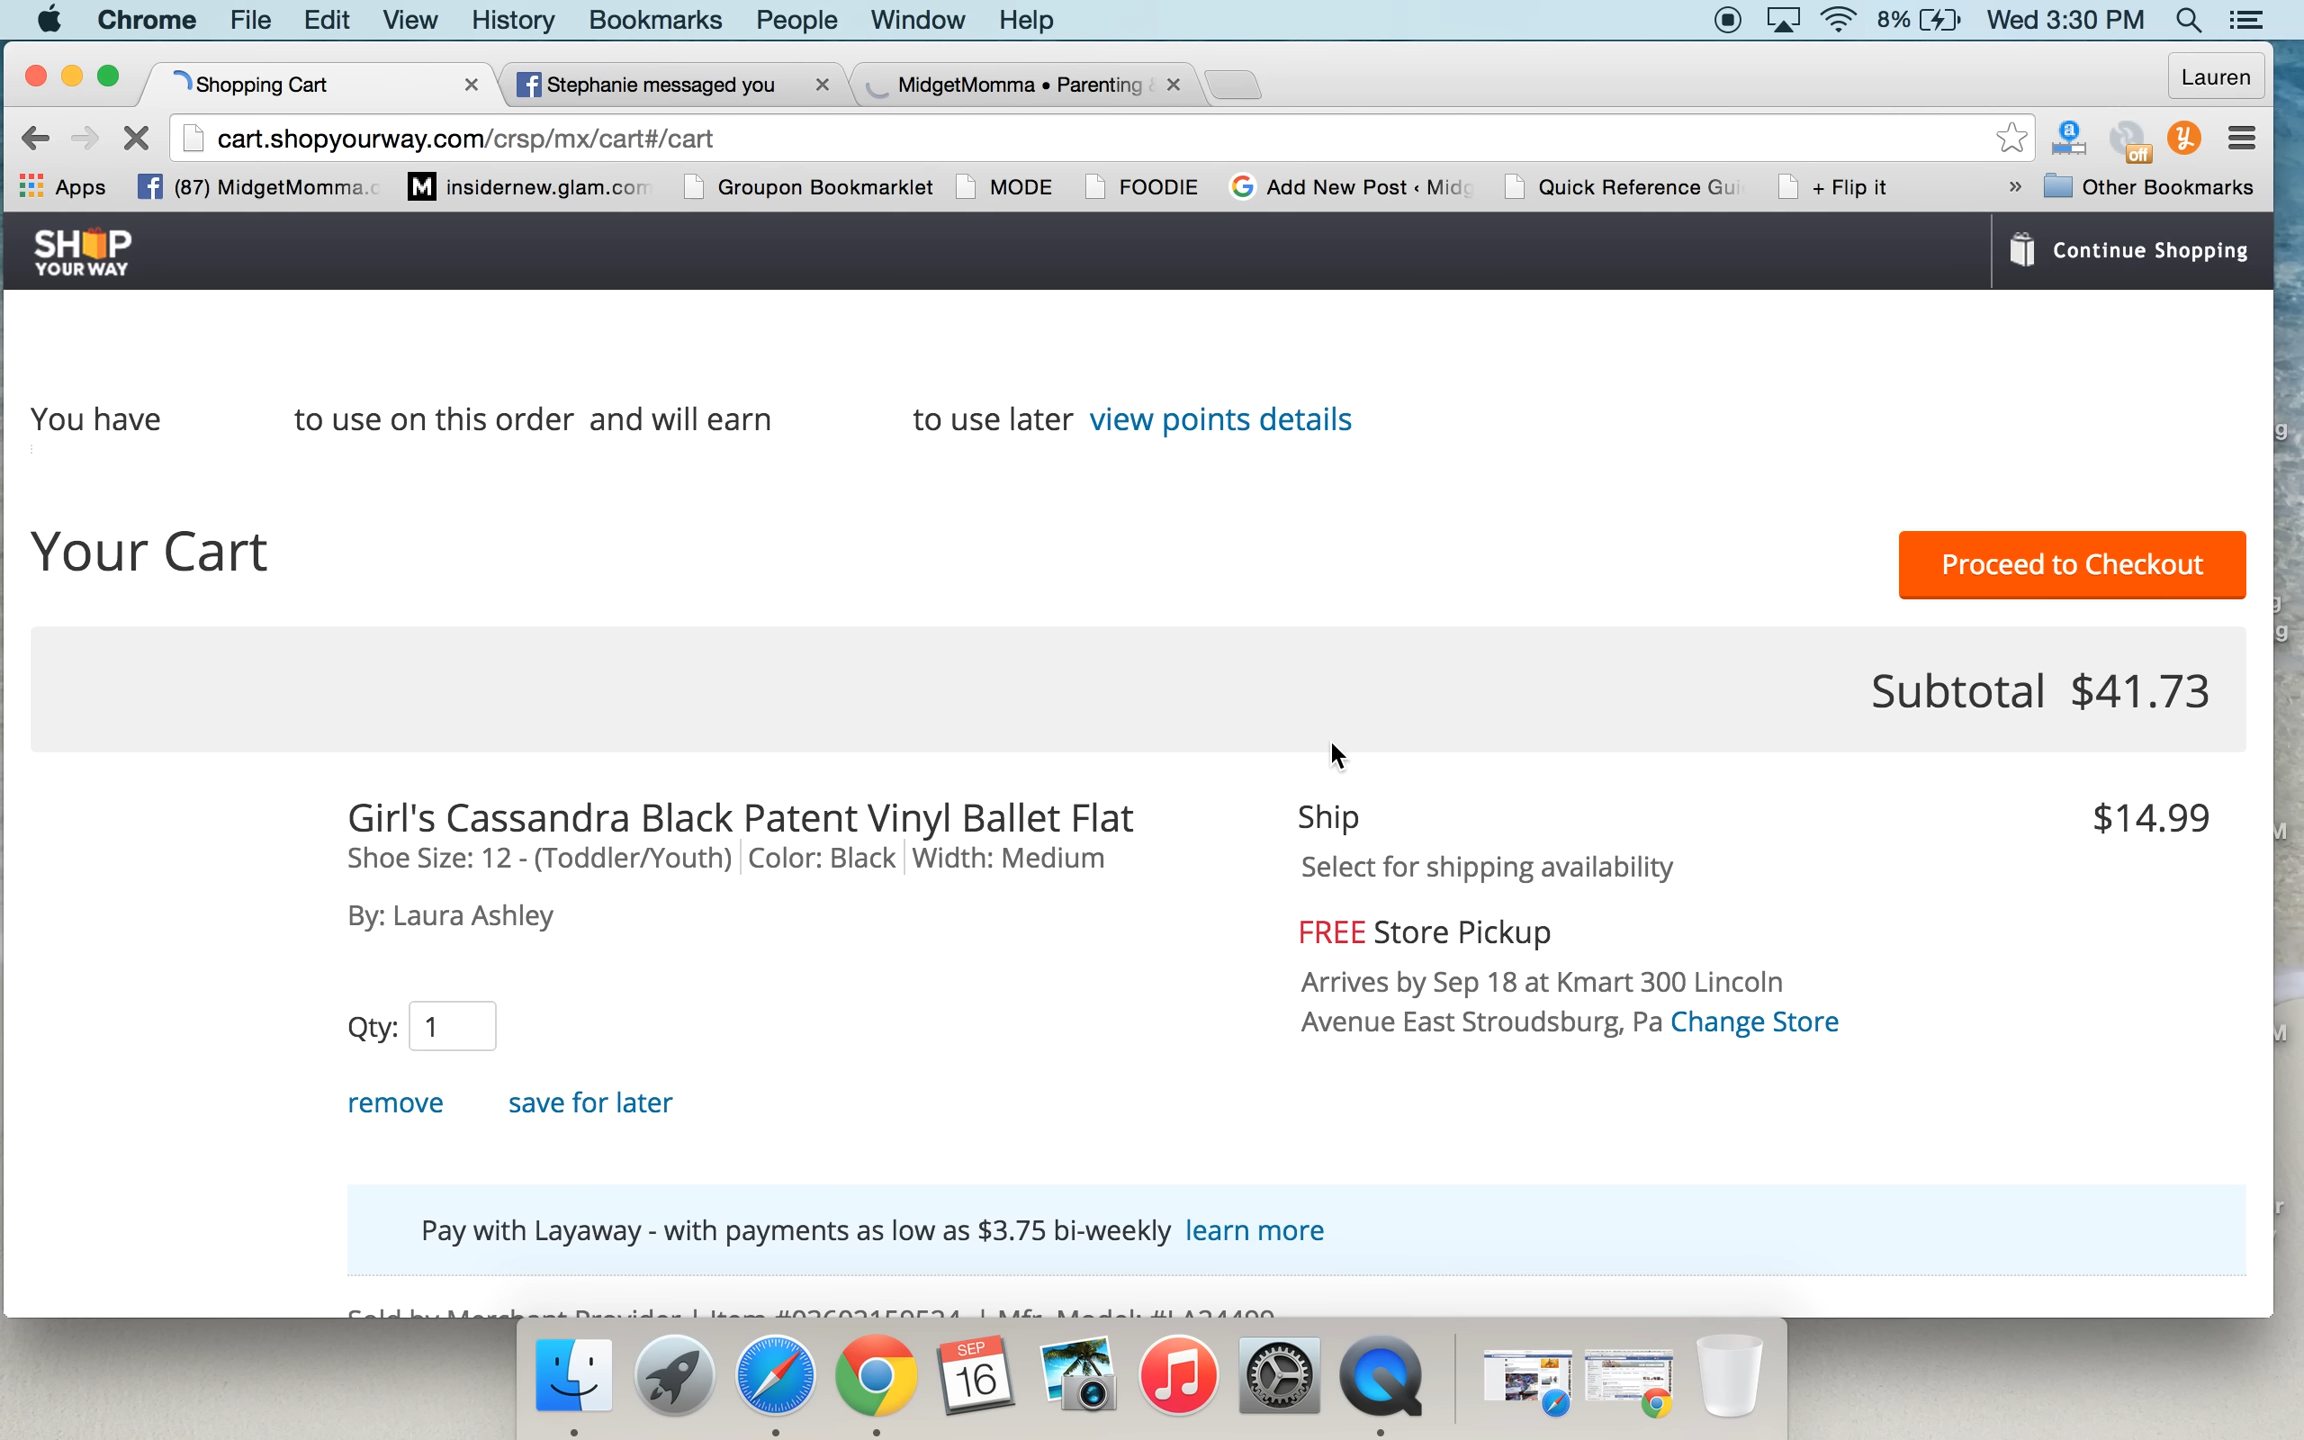 Chrome File Edit View History Bookmarks People Window Help 8% Wed 3:30 PM
Shopping Cart Stephanie messaged you MidgetMomma • Parenting Lauren
cart.shopyourway.com/crsp/mx/cart#/cart
a off y
Apps (87) MidgetMomma.c M insidernew.glam.com Groupon Bookmarklet MODE FOODIE G Add New Post ‹ Midg Quick Reference Gui + Flip it » Other Bookmarks
SHOP
YOUR WAY
Continue Shopping
You have to use on this order and will earn to use later view points details
Your Cart
Proceed to Checkout
Subtotal $41.73
Girl's Cassandra Black Patent Vinyl Ballet Flat
Shoe Size: 12 - (Toddler/Youth) Color: Black Width: Medium
By: Laura Ashley
Qty: 1
remove save for later
Ship
Select for shipping availability
FREE Store Pickup
Arrives by Sep 18 at Kmart 300 Lincoln
Avenue East Stroudsburg, Pa Change Store
$14.99
Pay with Layaway - with payments as low as $3.75 bi-weekly learn more
Sold by Merchant Provider | Item
SEP
16